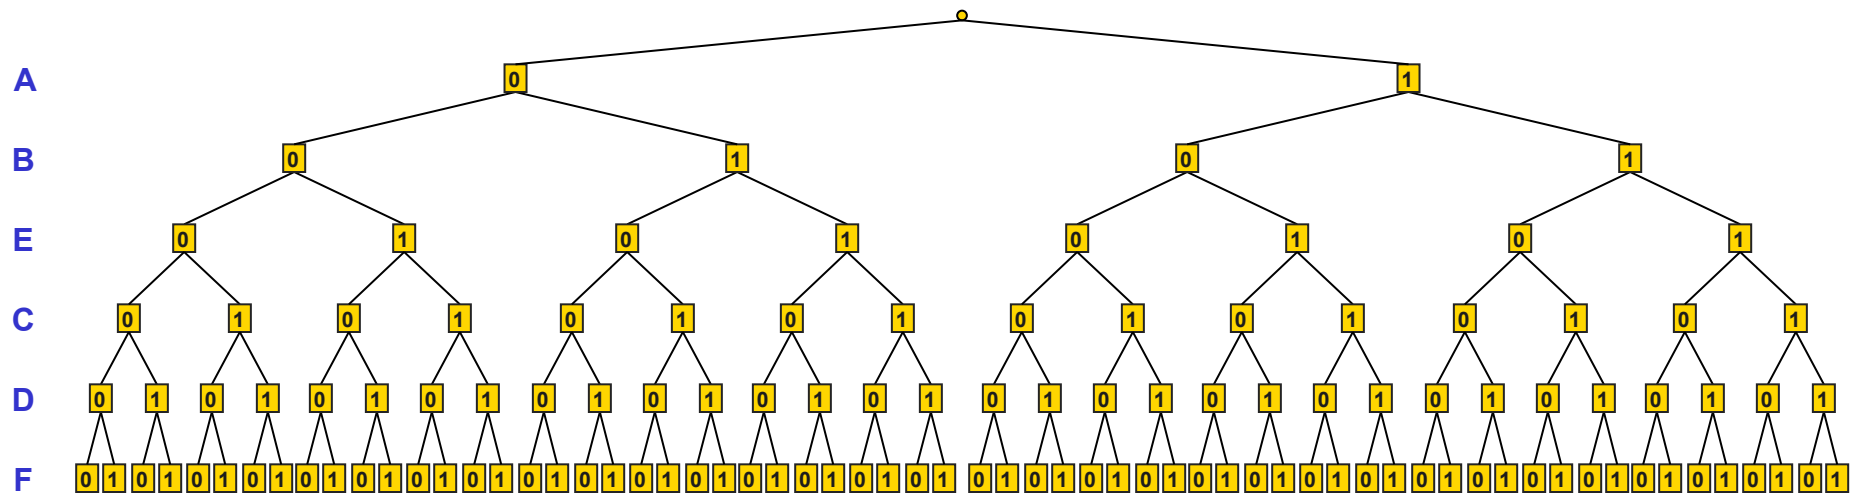 A 0 1
B 0 1 0 1
E 0 1 0 1 0 1 0 1
C 0 1 0 1 0 1 0 1 0 1 0 1 0 1 0 1
D 0 1 0 1 0 1 0 1 0 1 0 1 0 1 0 1 0 1 0 1 0 1 0 1 0 1 0 1 0 1 0 1
F 0 1 0 1 0 1 0 1 0 1 0 1 0 1 0 1 0 1 0 1 0 1 0 1 0 1 0 1 0 1 0 1 0 1 0 1 0 1 0 1 0 1 0 1 0 1 0 1 0 1 0 1 0 1 0 1 0 1 0 1 0 1 0 1